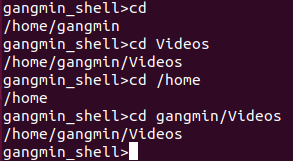 gangmin_shell>cd
/home/gangmin
gangmin_shell>cd Videos
/home/gangmin/Videos
gangmin_shell>cd /home
/home
gangmin_shell>cd gangmin/Videos
/home/gangmin/Videos
gangmin_shell>